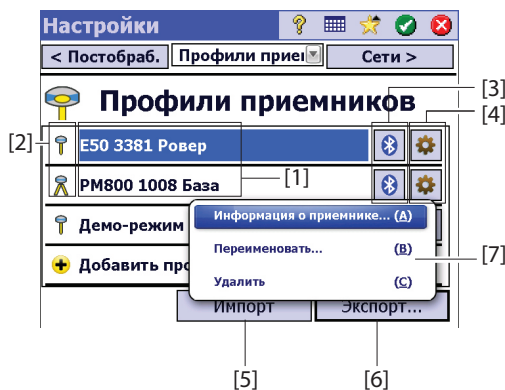 Настройки
< Постобраб.
Профили прие
Сети >
Профили приемников
[3]
[4]
[2]
E50 3381 Ровер
PM800 1008 База
[1]
Демо-режим
Информация о приемнике... (A)
Переименовать... (B)
[7]
Добавить про
Удалить (C)
Импорт
Экспорт...
[5]
[6]